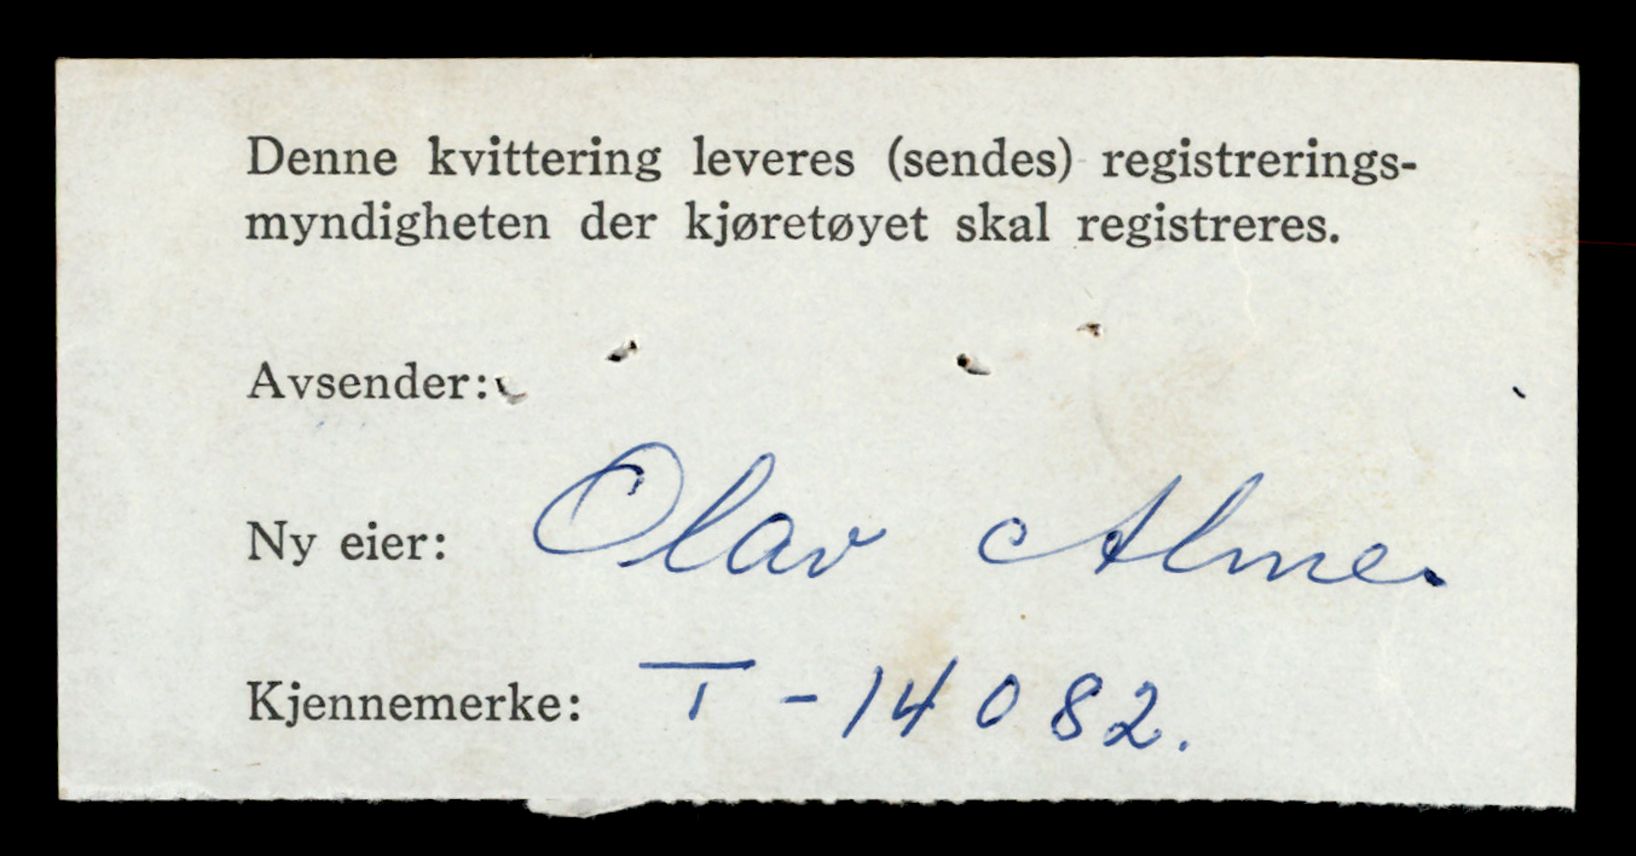 Denne kvittering leveres (sendes) registrerings-
myndigheten der kjøretøyet skal registreres.
Avsender:
Ny eier: Olav Alme.
Kjennemerke: T-14082.